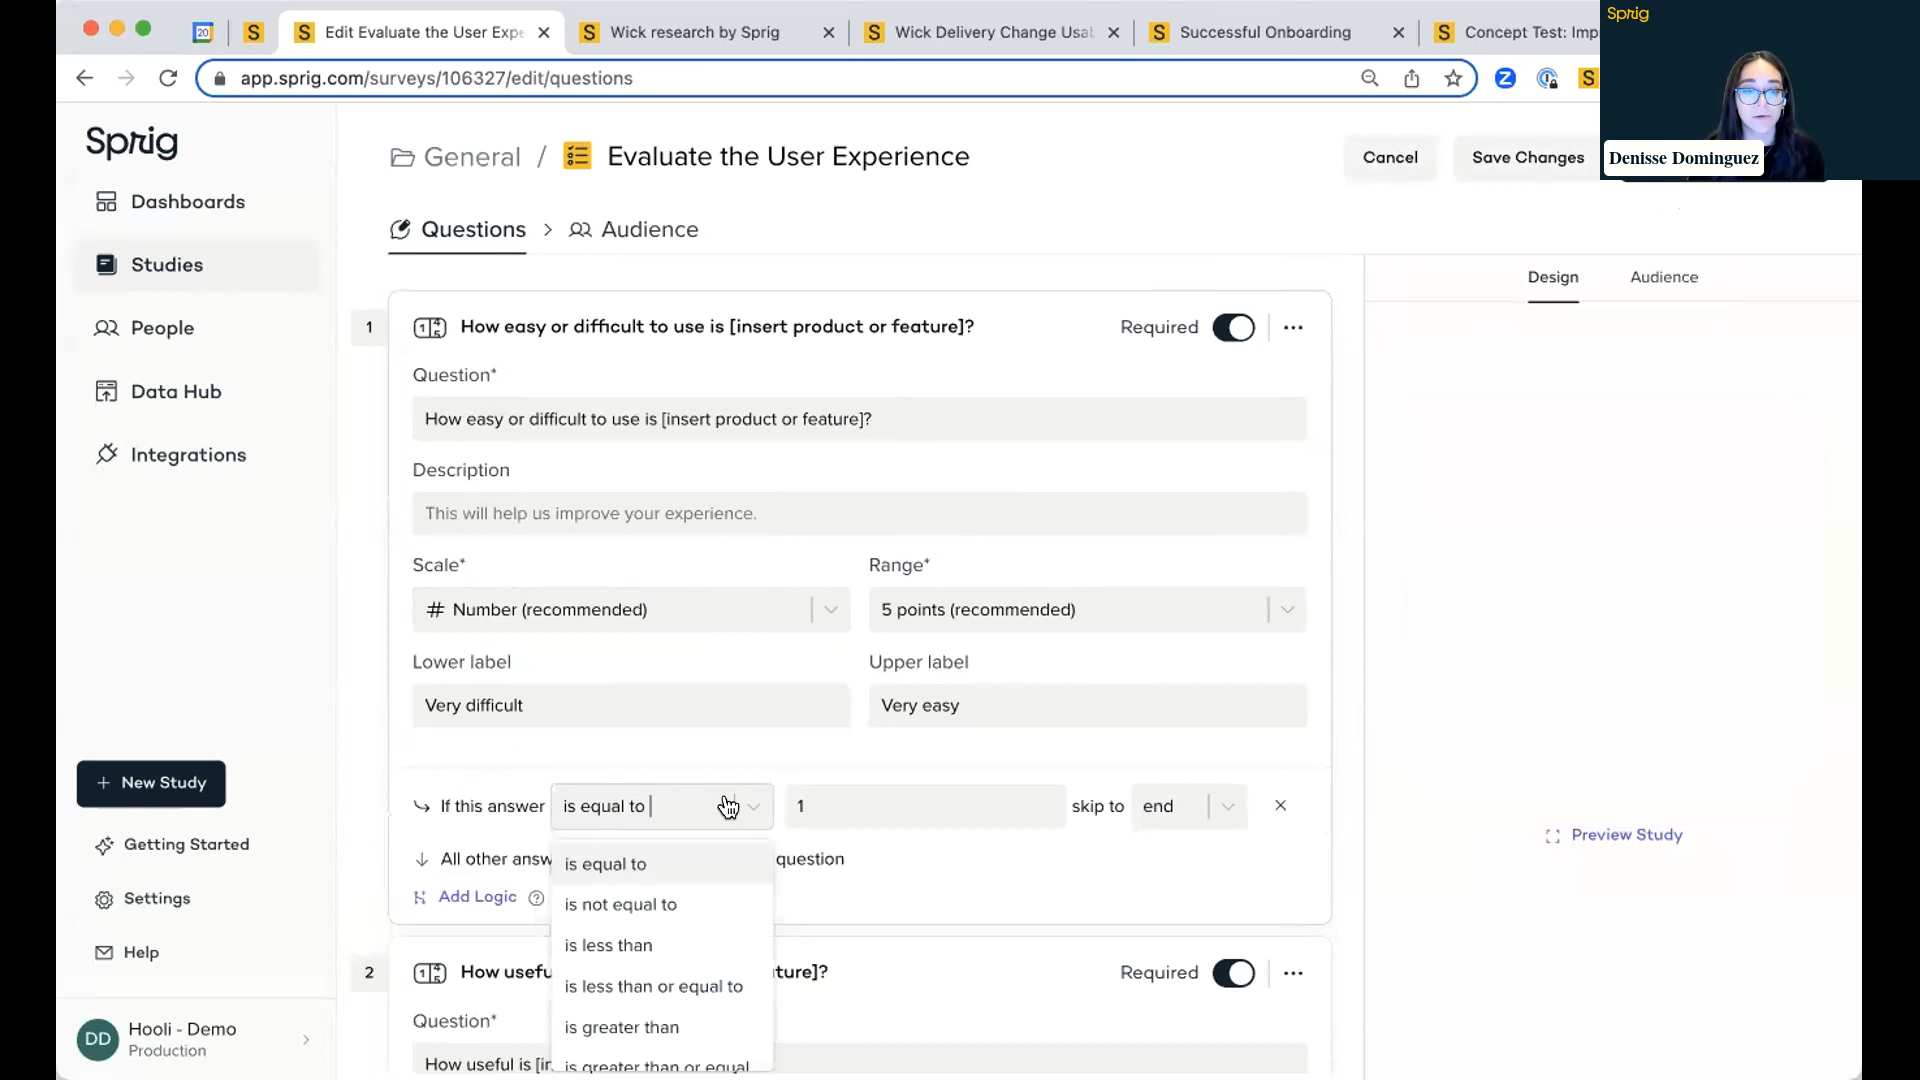 20
S
S Edit Evaluate the User Expe
S Wick research by Sprig
S Wick Delivery Change Usab
S Successful Onboarding
S Concept Test: Imp
Sprig
app.sprig.com/surveys/106327/edit/questions
Z
S
Denisse Dominguez
Sprig
Dashboards
Studies
People
Data Hub
Integrations
+ New Study
Getting Started
Settings
Help
DD
Hooli - Demo
Production
General / Evaluate the User Experience
Cancel
Save Changes
Questions > Audience
Design
Audience
Preview Study
1
How easy or difficult to use is [insert product or feature]?
Required
Question*
How easy or difficult to use is [insert product or feature]?
Description
This will help us improve your experience.
Scale*
Range*
# Number (recommended)
5 points (recommended)
Lower label
Upper label
Very difficult
Very easy
If this answer is equal to 1 skip to end
All other answ question
Add Logic ?
is equal to
is not equal to
is less than
is less than or equal to
is greater than
is greater than or equal
2
How usefu ture]?
Required
Question*
How useful is [in